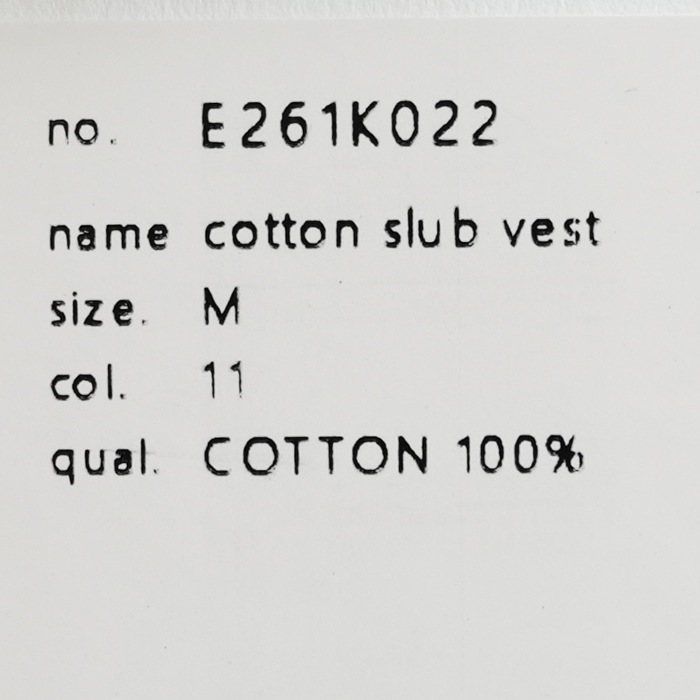 no. E261K022
name cotton slub vest
size. M
col. 11
qual. COTTON 100%